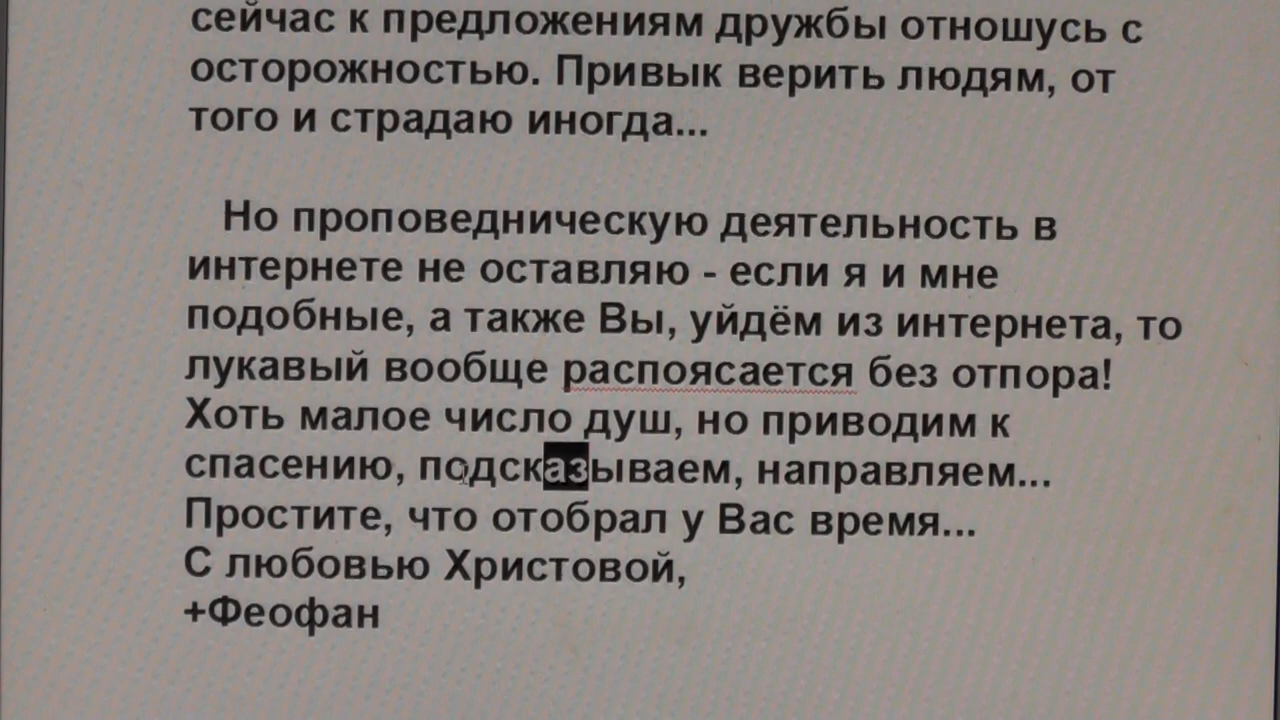 сейчас к предложениям дружбы отношусь с
осторожностью. Привык верить людям, от
того и страдаю иногда...
Но проповедническую деятельность в
интернете не оставляю - если я и мне
подобные, а также Вы, уйдём из интернета, то
лукавый вообще распоясается без отпора!
Хоть малое число душ, но приводим к
спасению, подсказываем, направляем...
Простите, что отобрал у Вас время...
С любовью Христовой,
+Феофан